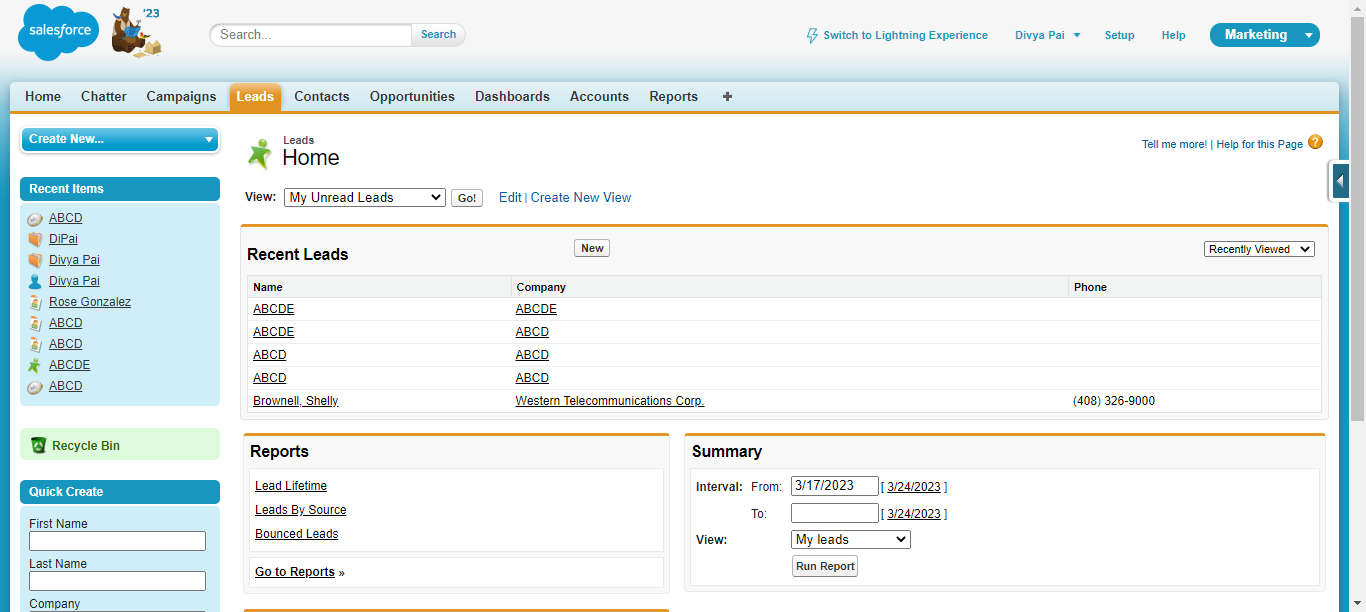 salesforce
'23
Search...
Search
Switch to Lightning Experience
Divya Pai
Setup
Help
Marketing
Home
Chatter
Campaigns
Leads
Contacts
Opportunities
Dashboards
Accounts
Reports
+
Create New...
Recent Items
ABCD
DiPai
Divya Pai
Divya Pai
Rose Gonzalez
ABCD
ABCD
ABCDE
ABCD
Recycle Bin
Quick Create
First Name
Last Name
Company
Leads
Home
Tell me more! | Help for this Page
View: My Unread Leads Go! Edit | Create New View
Recent Leads New Recently Viewed
Name Company Phone
ABCDE ABCDE
ABCDE ABCD
ABCD ABCD
ABCD ABCD
Brownell, Shelly Western Telecommunications Corp. (408) 326-9000
Reports
Lead Lifetime
Leads By Source
Bounced Leads
Go to Reports »
Summary
Interval: From: 3/17/2023 [ 3/24/2023 ]
To: [ 3/24/2023 ]
View: My leads
Run Report